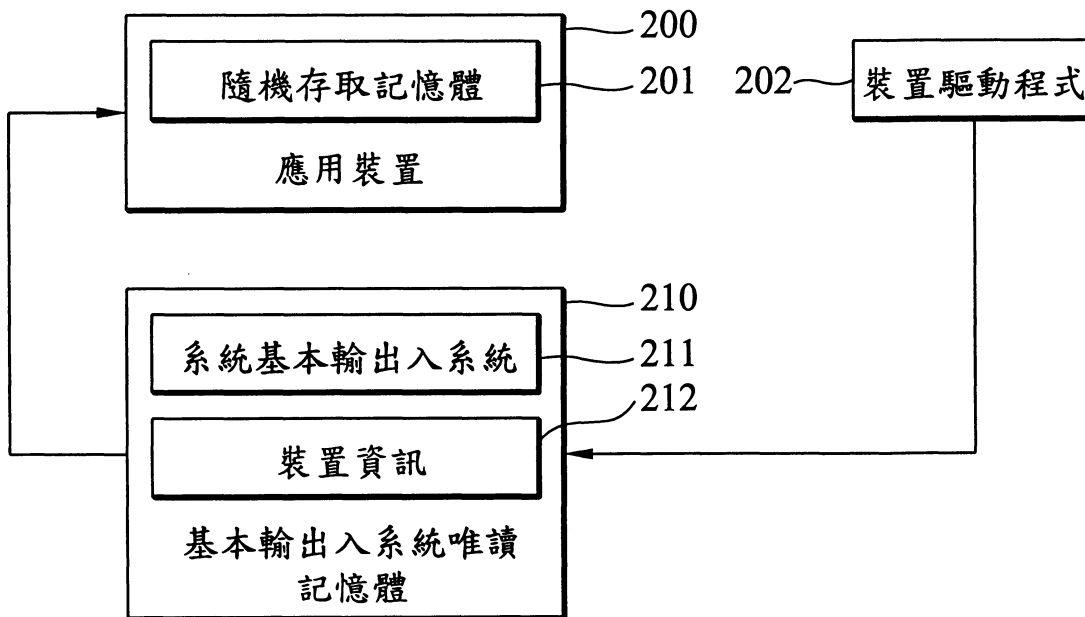 200
隨機存取記憶體
201
202
裝置驅動程式
應用裝置
210
系統基本輸出入系統
211
212
裝置資訊
基本輸出入系統唯讀
記憶體